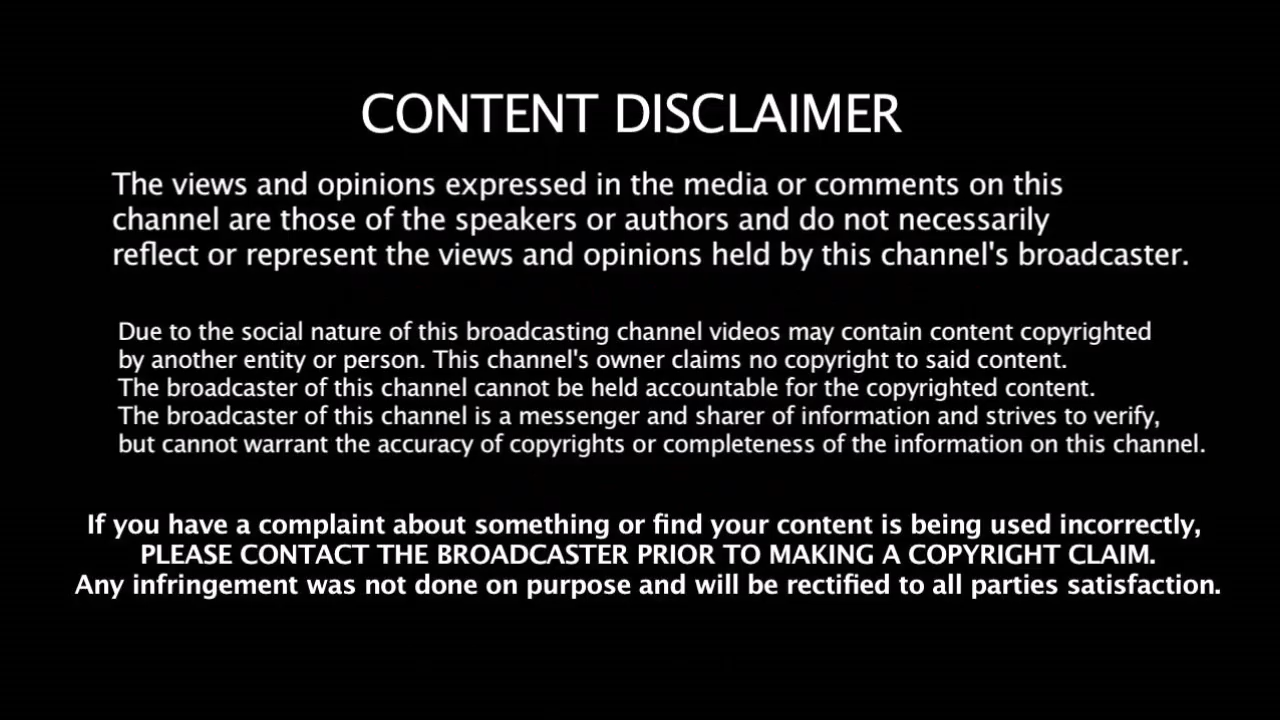 CONTENT DISCLAIMER
The views and opinions expressed in the media or comments on this
channel are those of the speakers or authors and do not necessarily
reflect or represent the views and opinions held by this channel's broadcaster.
Due to the social nature of this broadcasting channel videos may contain content copyrighted
by another entity or person. This channel's owner claims no copyright to said content.
The broadcaster of this channel cannot be held accountable for the copyrighted content.
The broadcaster of this channel is a messenger and sharer of information and strives to verify,
but cannot warrant the accuracy of copyrights or completeness of the information on this channel.
If you have a complaint about something or find your content is being used incorrectly,
PLEASE CONTACT THE BROADCASTER PRIOR TO MAKING A COPYRIGHT CLAIM.
Any infringement was not done on purpose and will be rectified to all parties satisfaction.